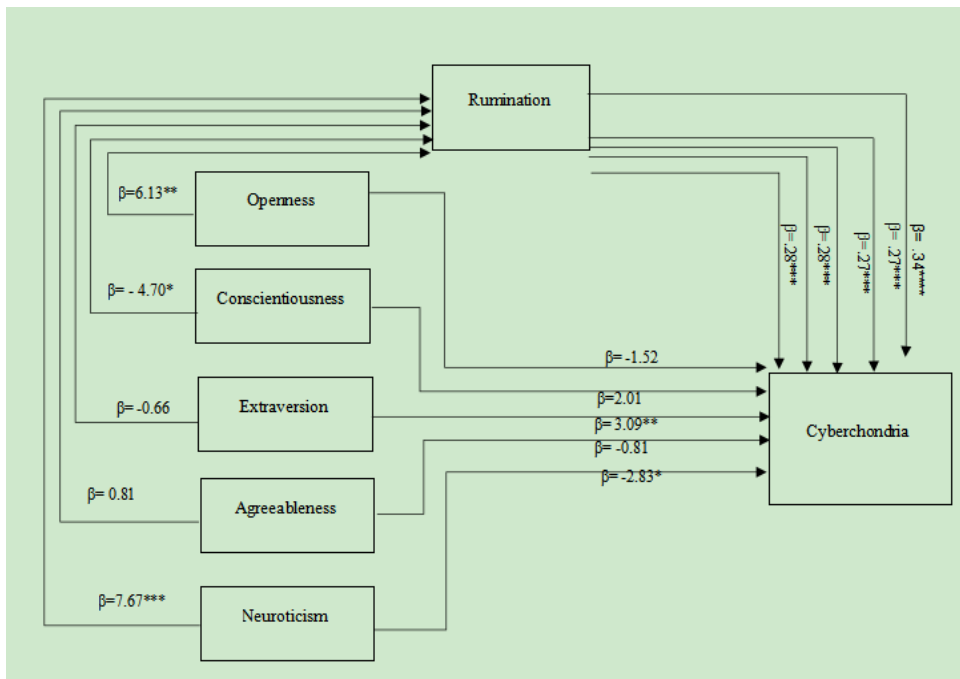 Rumination
β=6.13**
Openness
β= - 4.70*
Conscientiousness
β= -0.66
Extraversion
β= 0.81
Agreeableness
β=7.67***
Neuroticism
β= .28***
β= .28***
β= .27***
β= .27***
β= .34****
β= -1.52
β=2.01
β= 3.09**
β= -0.81
β= -2.83*
Cyberchondria